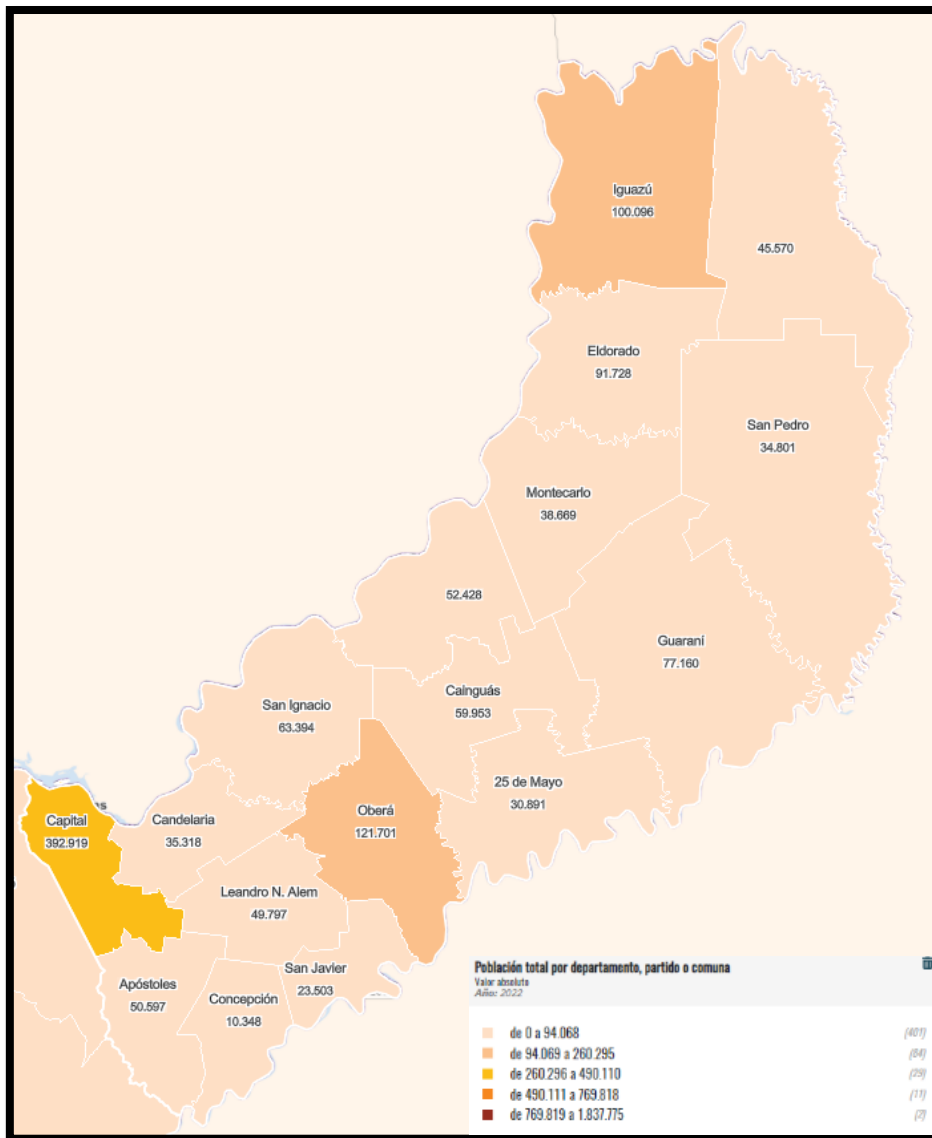 Iguazú
100.096
45.570
Eldorado
91.728
San Pedro
34.801
Montecarlo
38.669
52.428
Guaraní
77.160
Cainguás
59.953
San Ignacio
63.394
25 de Mayo
30.891
Oberá
121.701
Candelaria
35.318
as
Capital
392.919
Leandro N. Alem
49.797
San Javier
23.503
Apóstoles
50.597
Concepción
10.348
Población total por departamento, partido o comuna
Valor absoluto
Año: 2022
de 0 a 94.068 (401)
de 94.069 a 260.295 (84)
de 260.296 a 490.110 (29)
de 490.111 a 769.818 (11)
de 769.819 a 1.837.775 (2)